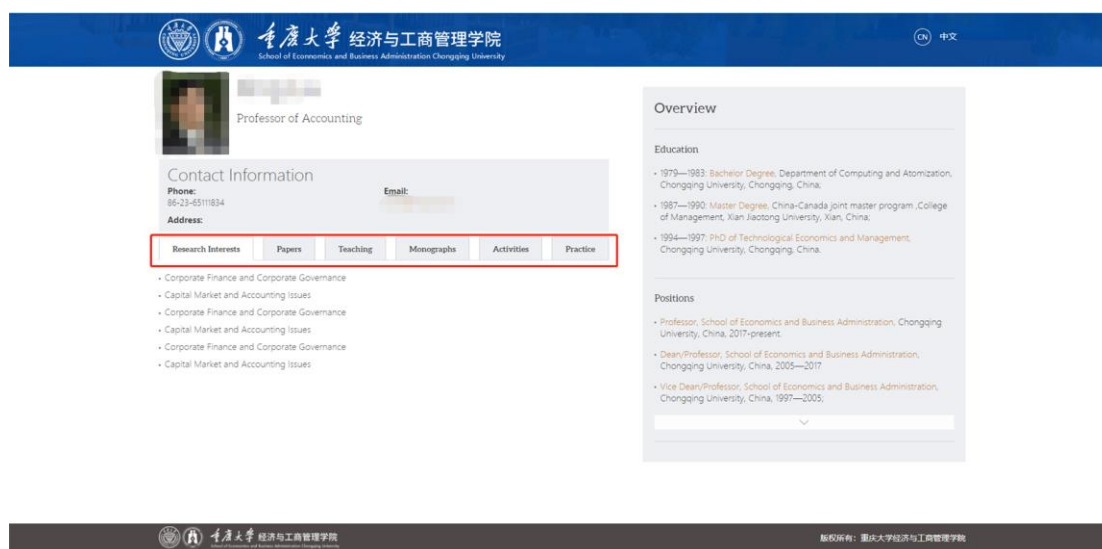 重庆大学 经济与工商管理学院
School of Economics and Business Administration Chongqing University
CN 中文
Professor of Accounting
Contact Information
Phone:
86-23-65111834
Email:
Address:
Research Interests Papers Teaching Monographs Activities Practice
• Corporate Finance and Corporate Governance
• Capital Market and Accounting Issues
• Corporate Finance and Corporate Governance
• Capital Market and Accounting Issues
• Corporate Finance and Corporate Governance
• Capital Market and Accounting Issues
Overview
Education
• 1979—1983: Bachelor Degree, Department of Computing and Atomization,
Chongqing University, Chongqing, China;
• 1987—1990: Master Degree, China-Canada joint master program ,College
of Management, Xian Jiaotong University, Xian, China;
• 1994—1997: PhD of Technological Economics and Management,
Chongqing University, Chongqing, China.
Positions
• Professor, School of Economics and Business Administration, Chongqing
University, China, 2017-present.
• Dean/Professor, School of Economics and Business Administration,
Chongqing University, China, 2005—2017
• Vice Dean/Professor, School of Economics and Business Administration,
Chongqing University, China, 1997—2005;
重庆大学 经济与工商管理学院
School of Economics and Business Administration Chongqing University
版权所有：重庆大学经济与工商管理学院